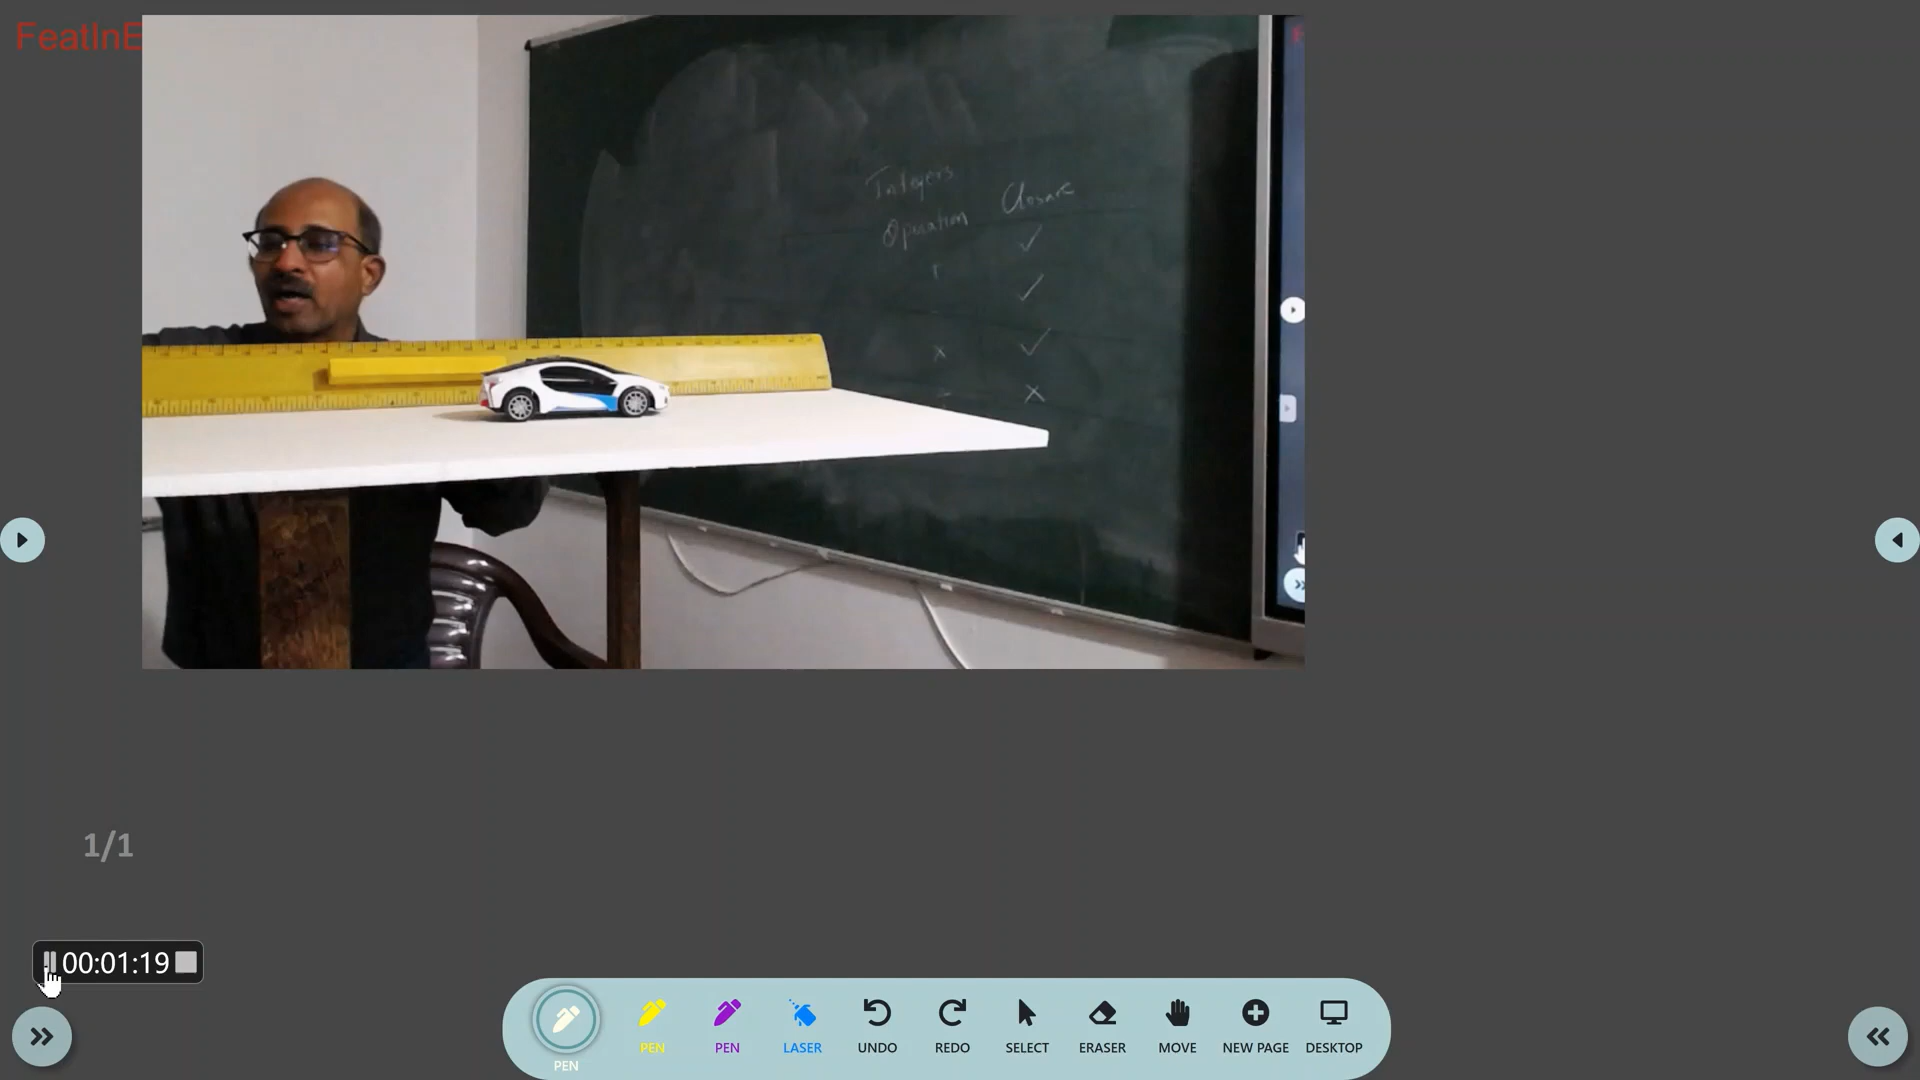 FeatInE
Integers
Operation Closure
✓
✓
x ✓
x
1/1
00:01:19
PEN
PEN
PEN
LASER
UNDO
REDO
SELECT
ERASER
MOVE
NEW PAGE
DESKTOP